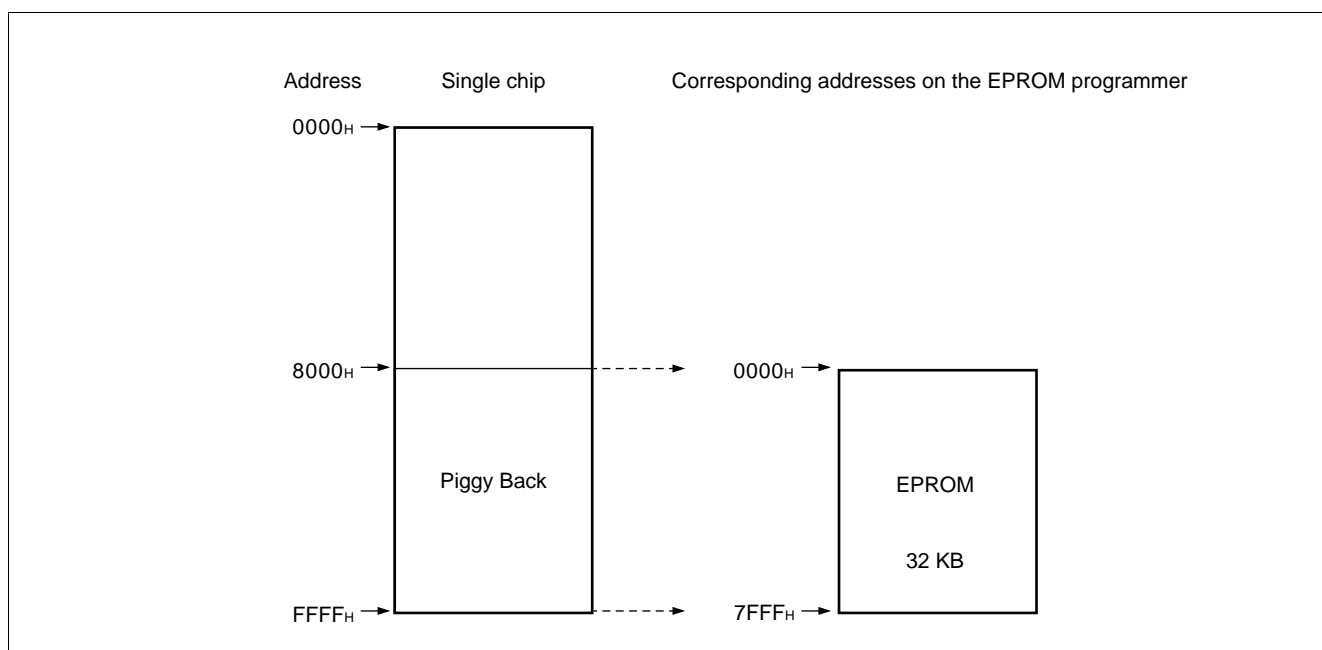 Address Single chip Corresponding addresses on the EPROM programmer
0000H
8000H 0000H
Piggy Back EPROM
32 KB
FFFFH 7FFFH